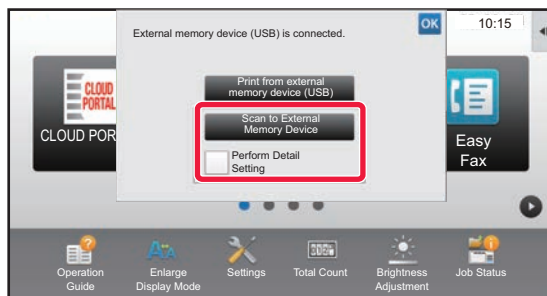 External memory device (USB) is connected.
OK
10:15
Print from external
memory device (USB)
Scan to External
Memory Device
Perform Detail
Setting
CLOUD
PORTAL
CLOUD POR
Easy
Fax
Operation
Guide
Enlarge
Display Mode
Settings
Total Count
Brightness
Adjustment
Job Status